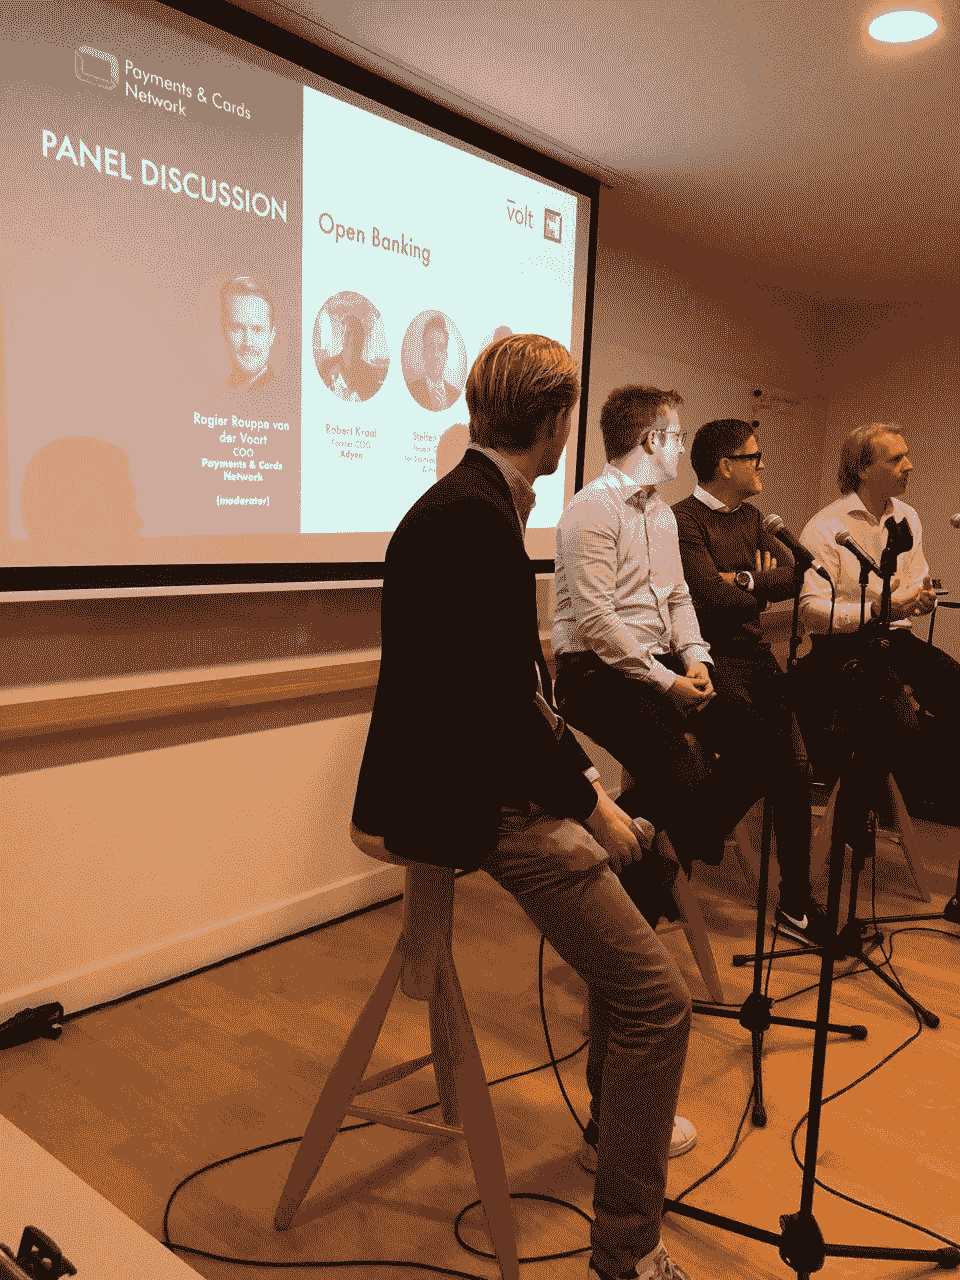 Payments & Cards
Network
PANEL DISCUSSION
Rogier Rouppe van
der Voort
COO
Payments & Cards
Network
(moderator)
volt
Open Banking
Robert Kraal
Former COO
Adyen
Steffen